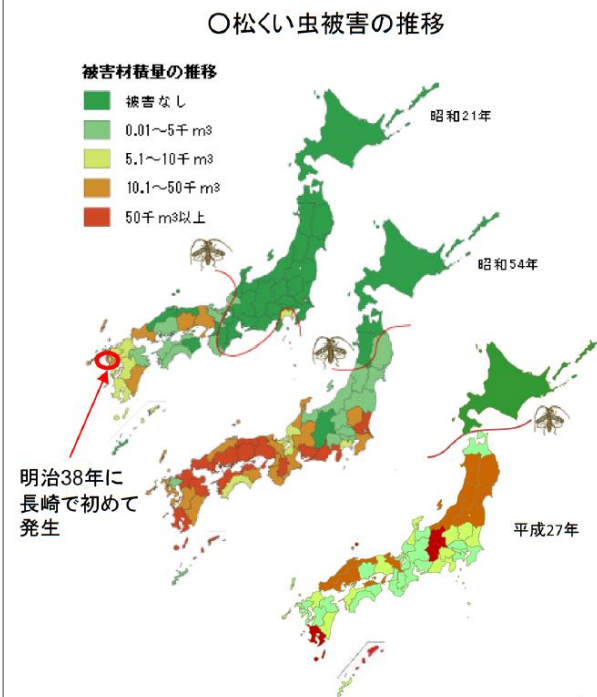 〇松くい虫被害の推移
被害材積量の推移
被害なし
0.01～5千m³
5.1～10千m³
10.1～50千m³
50千m³以上
昭和21年
昭和54年
平成27年
明治38年に
長崎で初めて
発生